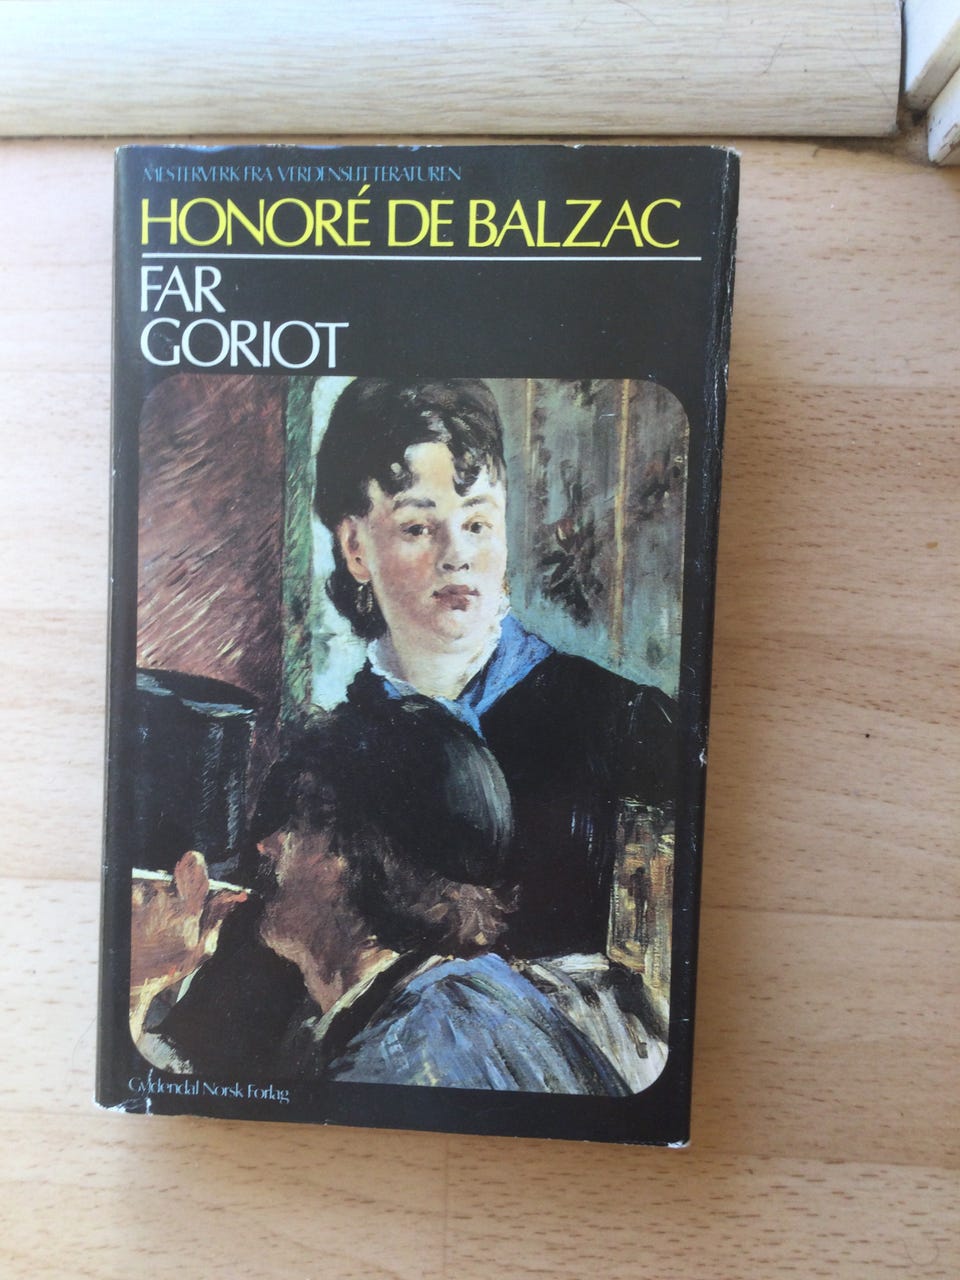 MESTERVERK FRA VERDENSLITTERATUREN
HONORÉ DE BALZAC
FAR
GORIOT
Gyldendal Norsk Forlag